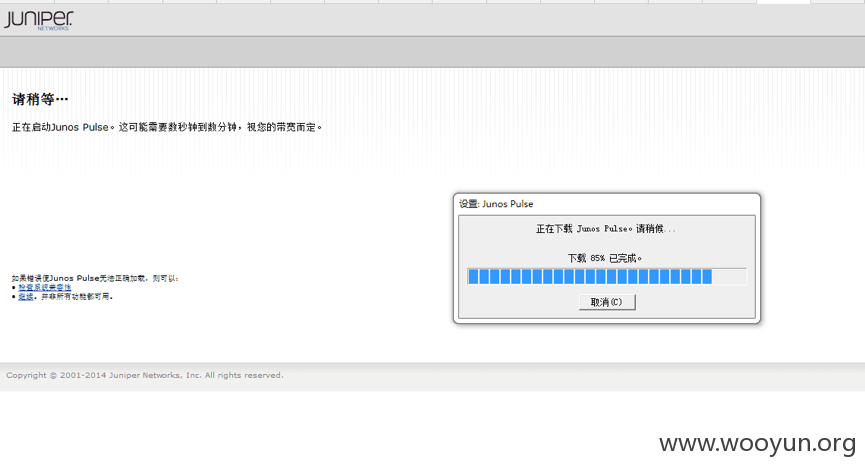 JUNIPER
NETWORKS
请稍等…
正在启动Junos Pulse。这可能需要数秒钟到数分钟，视您的带宽而定。
设置: Junos Pulse
正在下载 Junos Pulse。请稍候...
下载 85% 已完成。
取消(C)
如果错误使Junos Pulse无法正确加载，则可以:
• 检查系统兼容性
• 继续。并非所有功能都可用。
Copyright © 2001-2014 Juniper Networks, Inc. All rights reserved.
www.wooyun.org